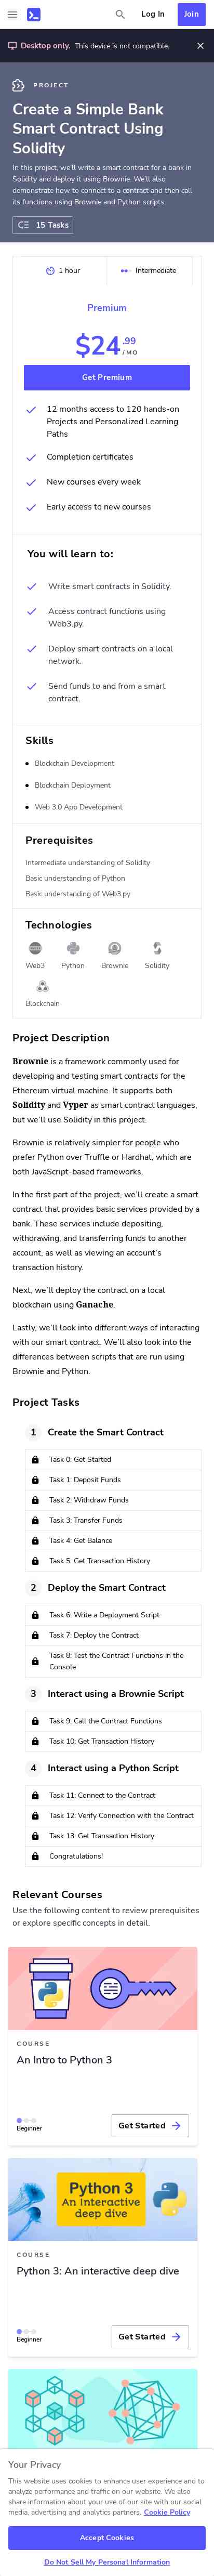 Log In
Join
Desktop only. This device is not compatible.
PROJECT
Create a Simple Bank
Smart Contract Using
Solidity
In this project, we'll write a smart contract for a bank in
Solidity and deploy it using Brownie. We'll also
demonstrate how to connect to a contract and then call
its functions using Brownie and Python scripts.
15 Tasks
1 hour
Intermediate
Premium
$24.99
/MO
Get Premium
12 months access to 120 hands-on
Projects and Personalized Learning
Paths
Completion certificates
New courses every week
Early access to new courses
You will learn to:
Write smart contracts in Solidity.
Access contract functions using
Web3.py.
Deploy smart contracts on a local
network.
Send funds to and from a smart
contract.
Skills
Blockchain Development
Blockchain Deployment
Web 3.0 App Development
Prerequisites
Intermediate understanding of Solidity
Basic understanding of Python
Basic understanding of Web3.py
Technologies
Web3
Python
Brownie
Solidity
Blockchain
Project Description
Brownie is a framework commonly used for
developing and testing smart contracts for the
Ethereum virtual machine. It supports both
Solidity and Vyper as smart contract languages,
but we'll use Solidity in this project.
Brownie is relatively simpler for people who
prefer Python over Truffle or Hardhat, which are
both JavaScript-based frameworks.
In the first part of the project, we'll create a smart
contract that provides basic services provided by a
bank. These services include depositing,
withdrawing, and transferring funds to another
account, as well as viewing an account's
transaction history.
Next, we'll deploy the contract on a local
blockchain using Ganache.
Lastly, we'll look into different ways of interacting
with our smart contract. We'll also look into the
differences between scripts that are run using
Brownie and Python.
Project Tasks
1 Create the Smart Contract
Task 0: Get Started
Task 1: Deposit Funds
Task 2: Withdraw Funds
Task 3: Transfer Funds
Task 4: Get Balance
Task 5: Get Transaction History
2 Deploy the Smart Contract
Task 6: Write a Deployment Script
Task 7: Deploy the Contract
Task 8: Test the Contract Functions in the
Console
3 Interact using a Brownie Script
Task 9: Call the Contract Functions
Task 10: Get Transaction History
4 Interact using a Python Script
Task 11: Connect to the Contract
Task 12: Verify Connection with the Contract
Task 13: Get Transaction History
Congratulations!
Relevant Courses
Use the following content to review prerequisites
or explore specific concepts in detail.
COURSE
An Intro to Python 3
Beginner
Get Started
Python 3
An Interactive
deep dive
COURSE
Python 3: An interactive deep dive
Beginner
Get Started
Your Privacy
This website uses cookies to enhance user experience and to
analyze performance and traffic on our website. We also
share information about your use of our site with our social
media, advertising and analytics partners. Cookie Policy
Accept Cookies
Do Not Sell My Personal Information